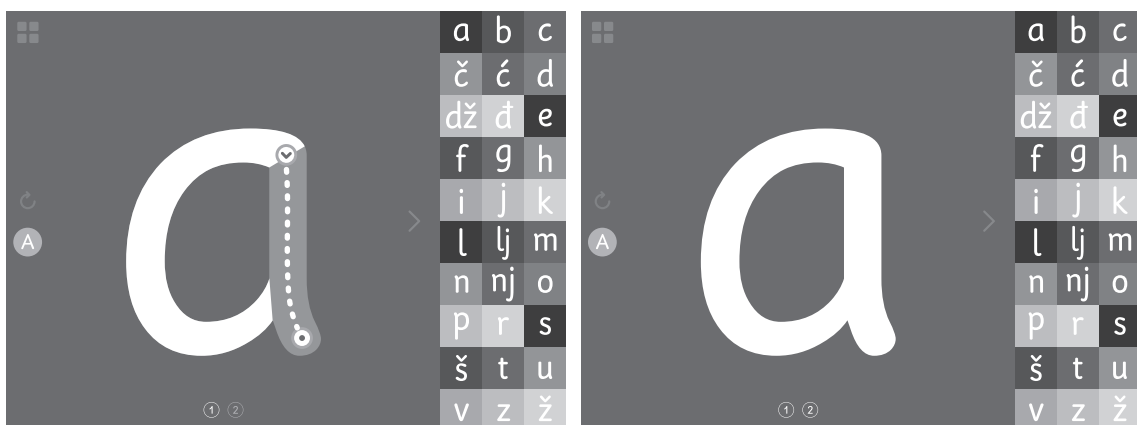 a b c
č ć d
dž đ e
f g h
i j k
A
l lj m
n nj o
p r s
š t u
v z ž
1 2
a
a b c
č ć d
dž đ e
f g h
i j k
A
l lj m
n nj o
p r s
š t u
v z ž
1 2
a